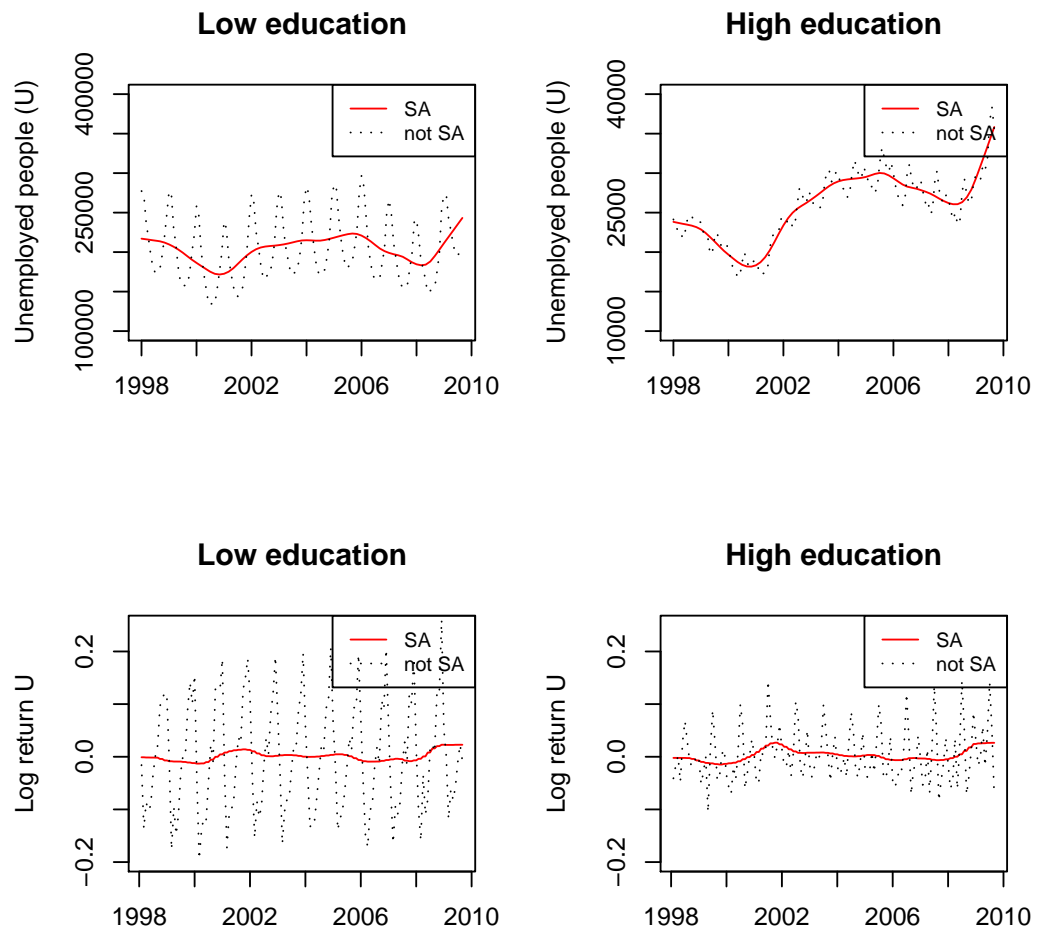 Low education
Unemployed people (U)
400000
250000
100000
SA
not SA
1998 2002 2006 2010
High education
Unemployed people (U)
40000
25000
10000
SA
not SA
1998 2002 2006 2010
Low education
Log return U
0.2
0.0
−0.2
SA
not SA
1998 2002 2006 2010
High education
Log return U
0.2
0.0
−0.2
SA
not SA
1998 2002 2006 2010